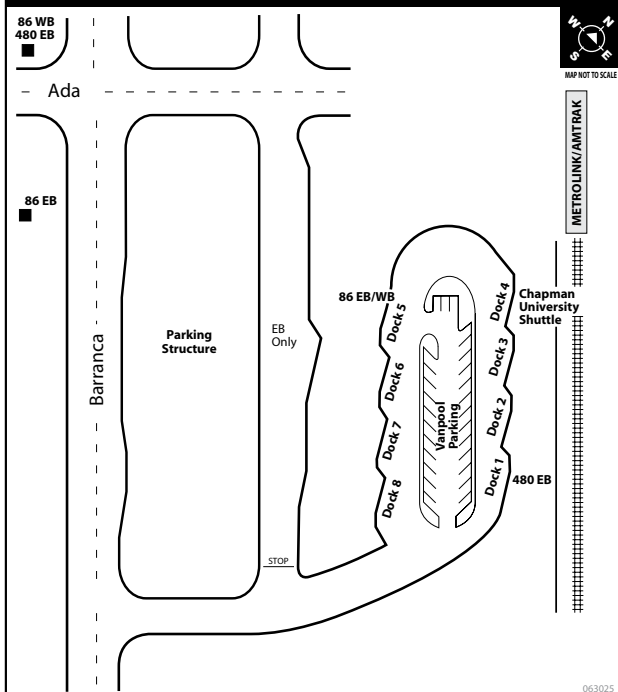 86 WB
480 EB
Ada
86 EB
Barranca
Parking
Structure
EB
Only
STOP
86 EB/WB
Dock 5
Dock 6
Dock 7
Dock 8
Vanpool
Parking
Dock 4
Dock 3
Dock 2
Dock 1
Chapman
University
Shuttle
480 EB
METROLINK/AMTRAK
W N
S E
MAP NOT TO SCALE
063025